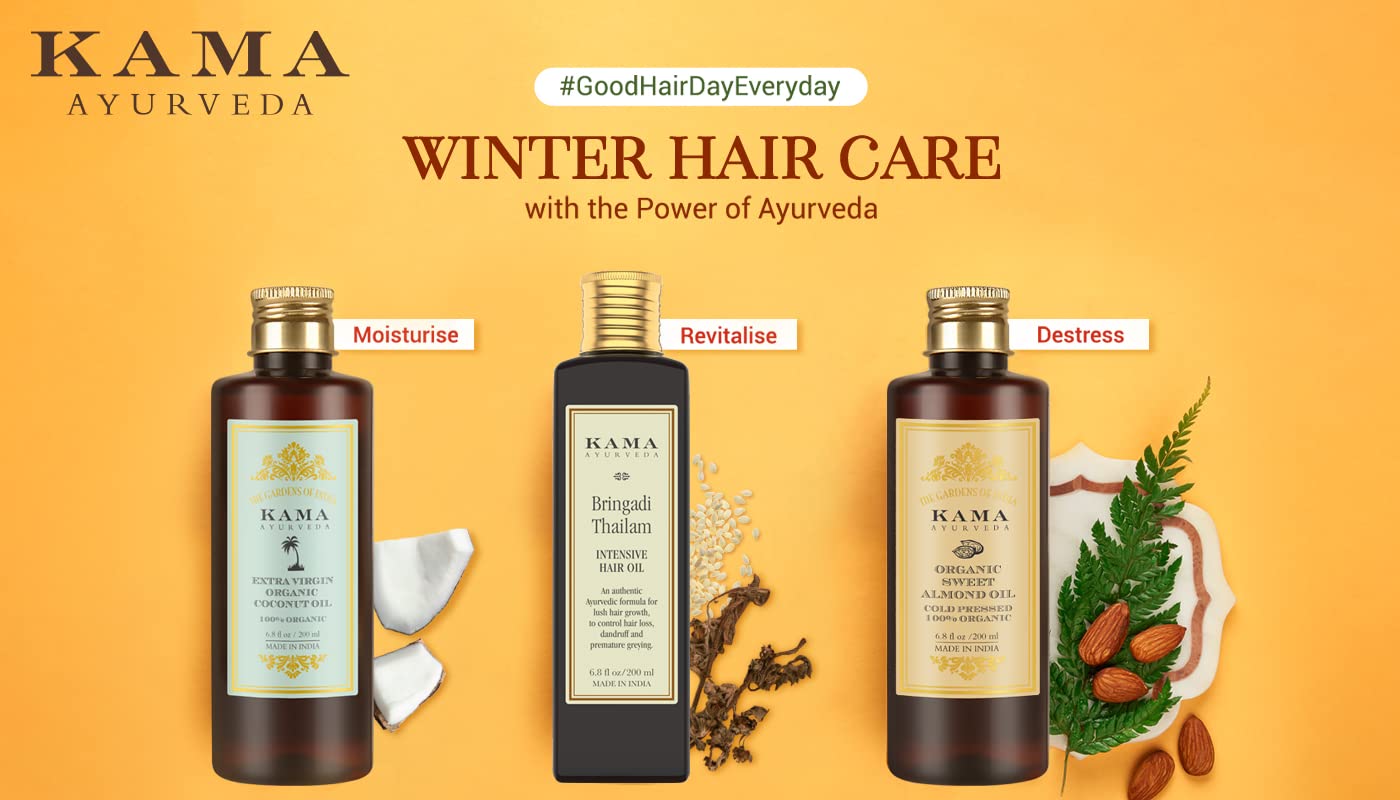 KAMA
AYURVEDA
#GoodHairDayEveryday
WINTER HAIR CARE
with the Power of Ayurveda
Moisturise
THE GARDENS OF INDIA
KAMA
AYURVEDA
EXTRA VIRGIN
ORGANIC
COCONUT OIL
100% ORGANIC
6.8 fl oz / 200 ml
MADE IN INDIA
Revitalise
KAMA
AYURVEDA
Bringadi
Thailam
INTENSIVE
HAIR OIL
An authentic
Ayurvedic formula for
lush hair growth,
to control hair loss,
dandruff and
premature greying.
6.8 fl oz/200 ml
MADE IN INDIA
Destress
THE GARDENS OF INDIA
KAMA
AYURVEDA
ORGANIC
SWEET
ALMOND OIL
COLD PRESSED
100% ORGANIC
6.8 fl oz /200 ml
MADE IN INDIA